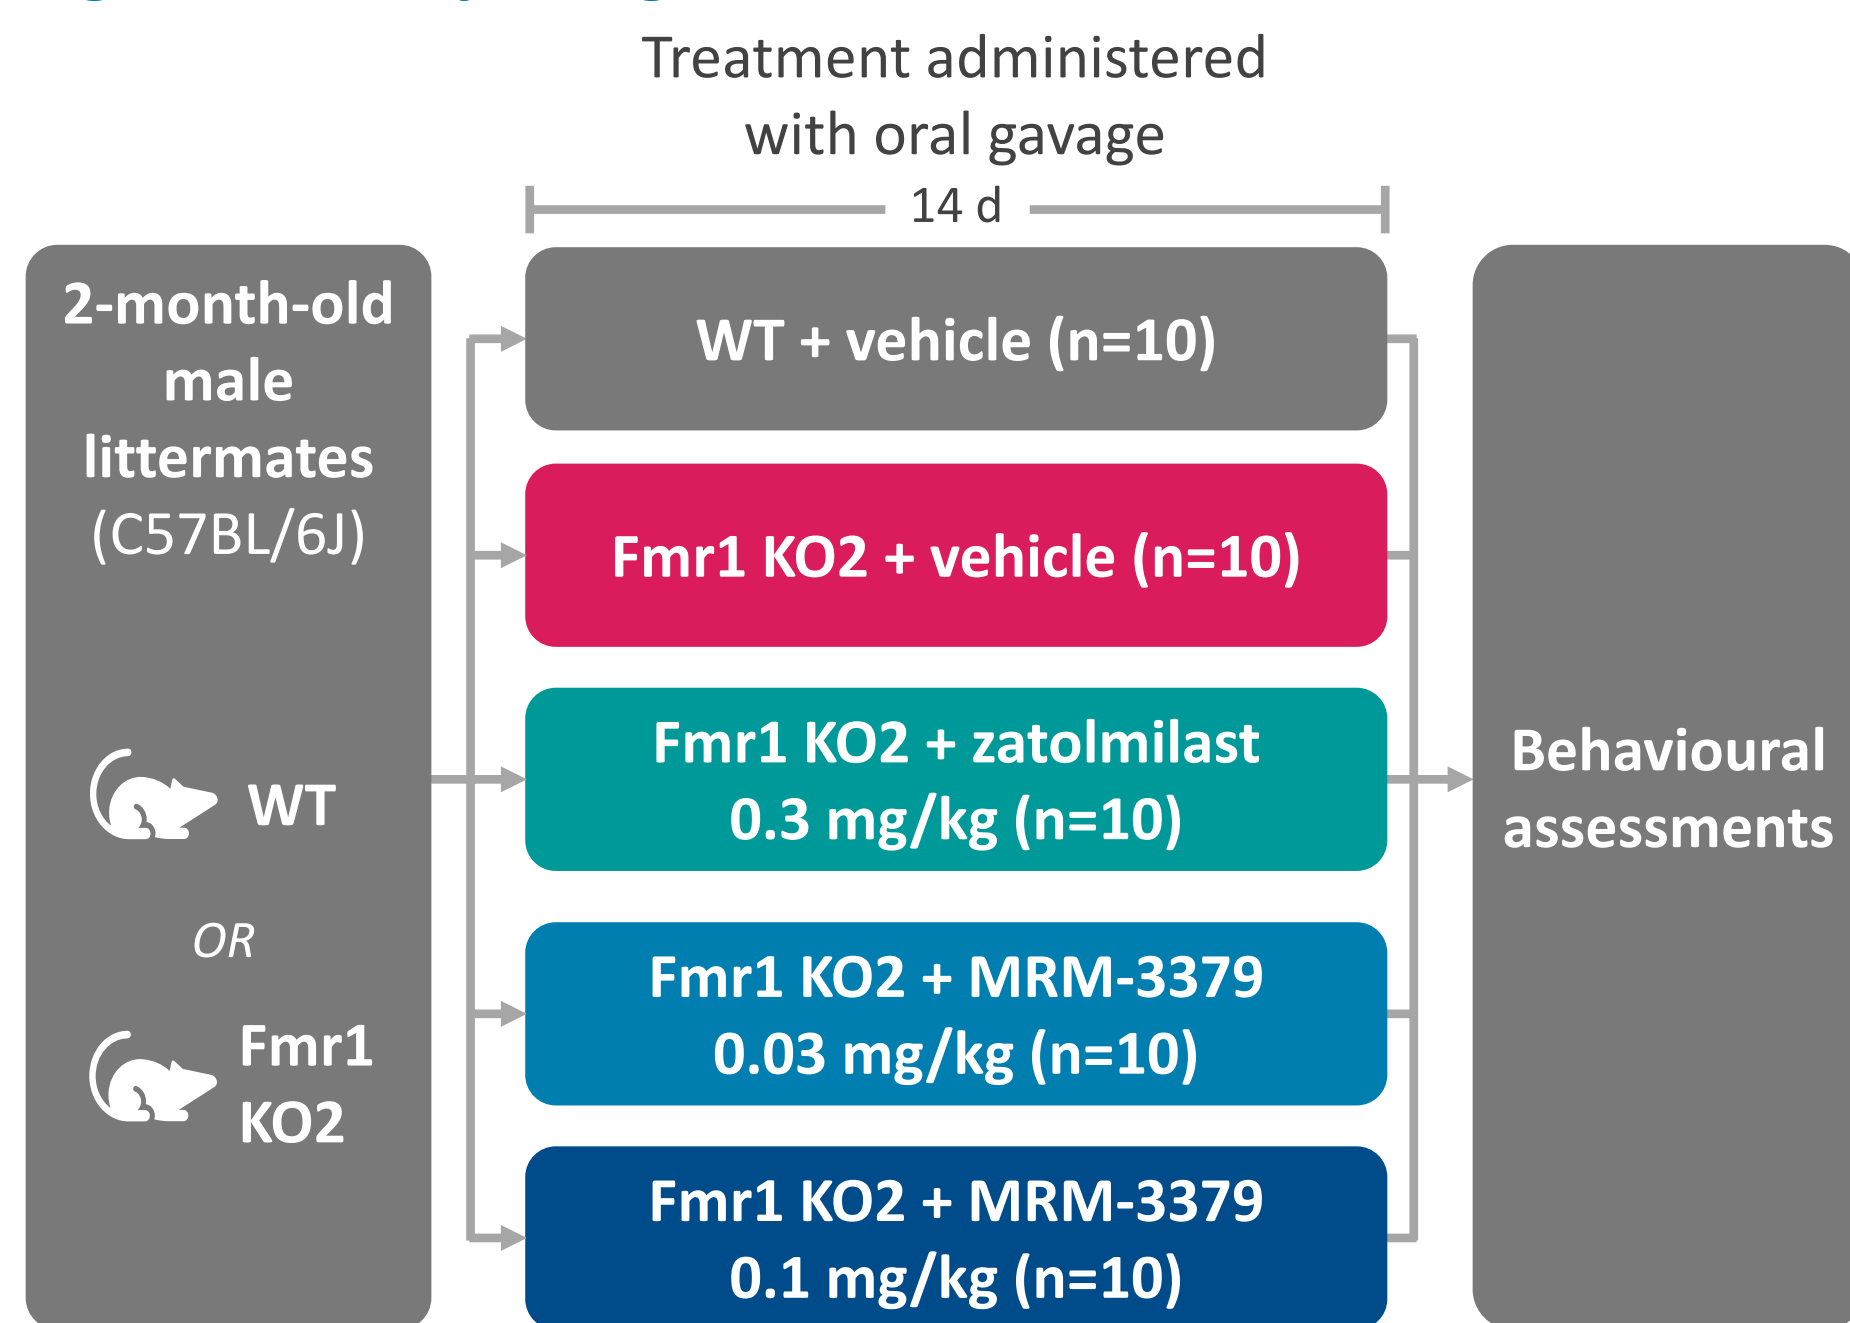 Treatment administered
with oral gavage
14 d
2-month-old
male
littermates
(C57BL/6J)
WT
OR
Fmr1
KO2
WT + vehicle (n=10)
Fmr1 KO2 + vehicle (n=10)
Fmr1 KO2 + zatolmilast
0.3 mg/kg (n=10)
Fmr1 KO2 + MRM-3379
0.03 mg/kg (n=10)
Fmr1 KO2 + MRM-3379
0.1 mg/kg (n=10)
Behavioural
assessments